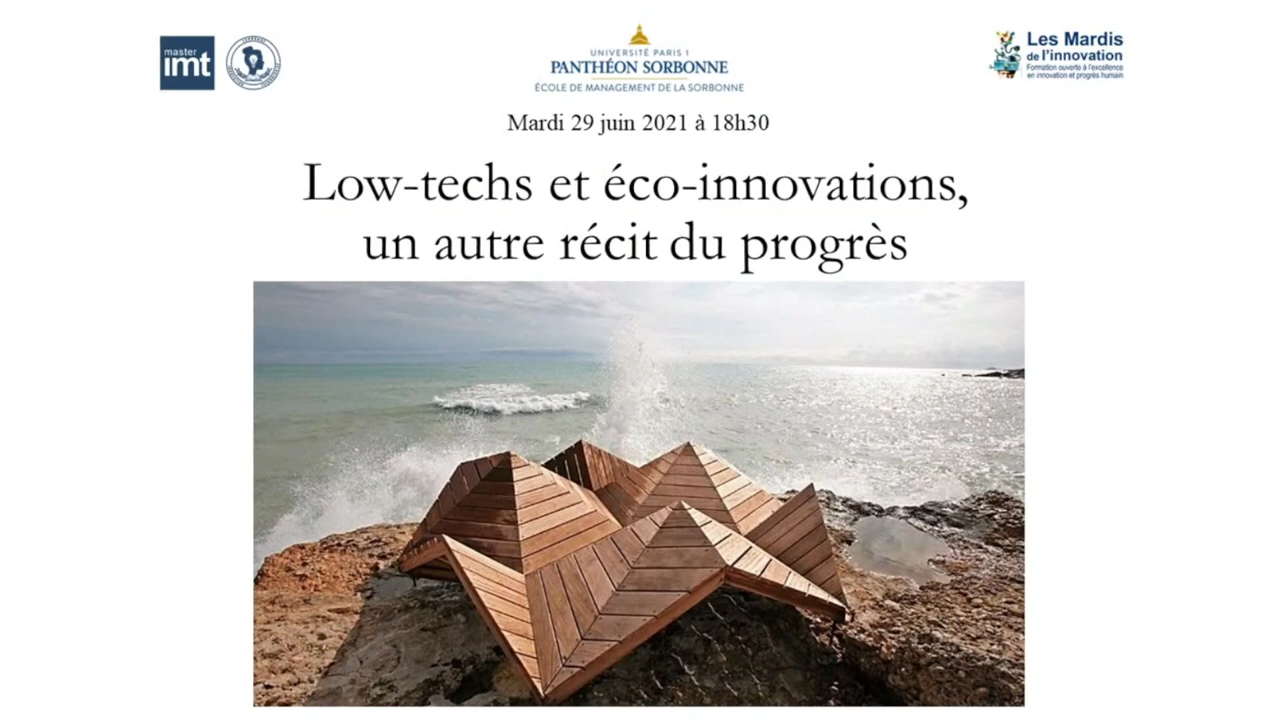 master
imt
UNIVERSITÉ PARIS 1
PANTHÉON SORBONNE
ÉCOLE DE MANAGEMENT DE LA SORBONNE
Les Mardis
de l'innovation
Formation ouverte à l'excellence
en innovation et progrès humain
Mardi 29 juin 2021 à 18h30
Low-techs et éco-innovations,
un autre récit du progrès